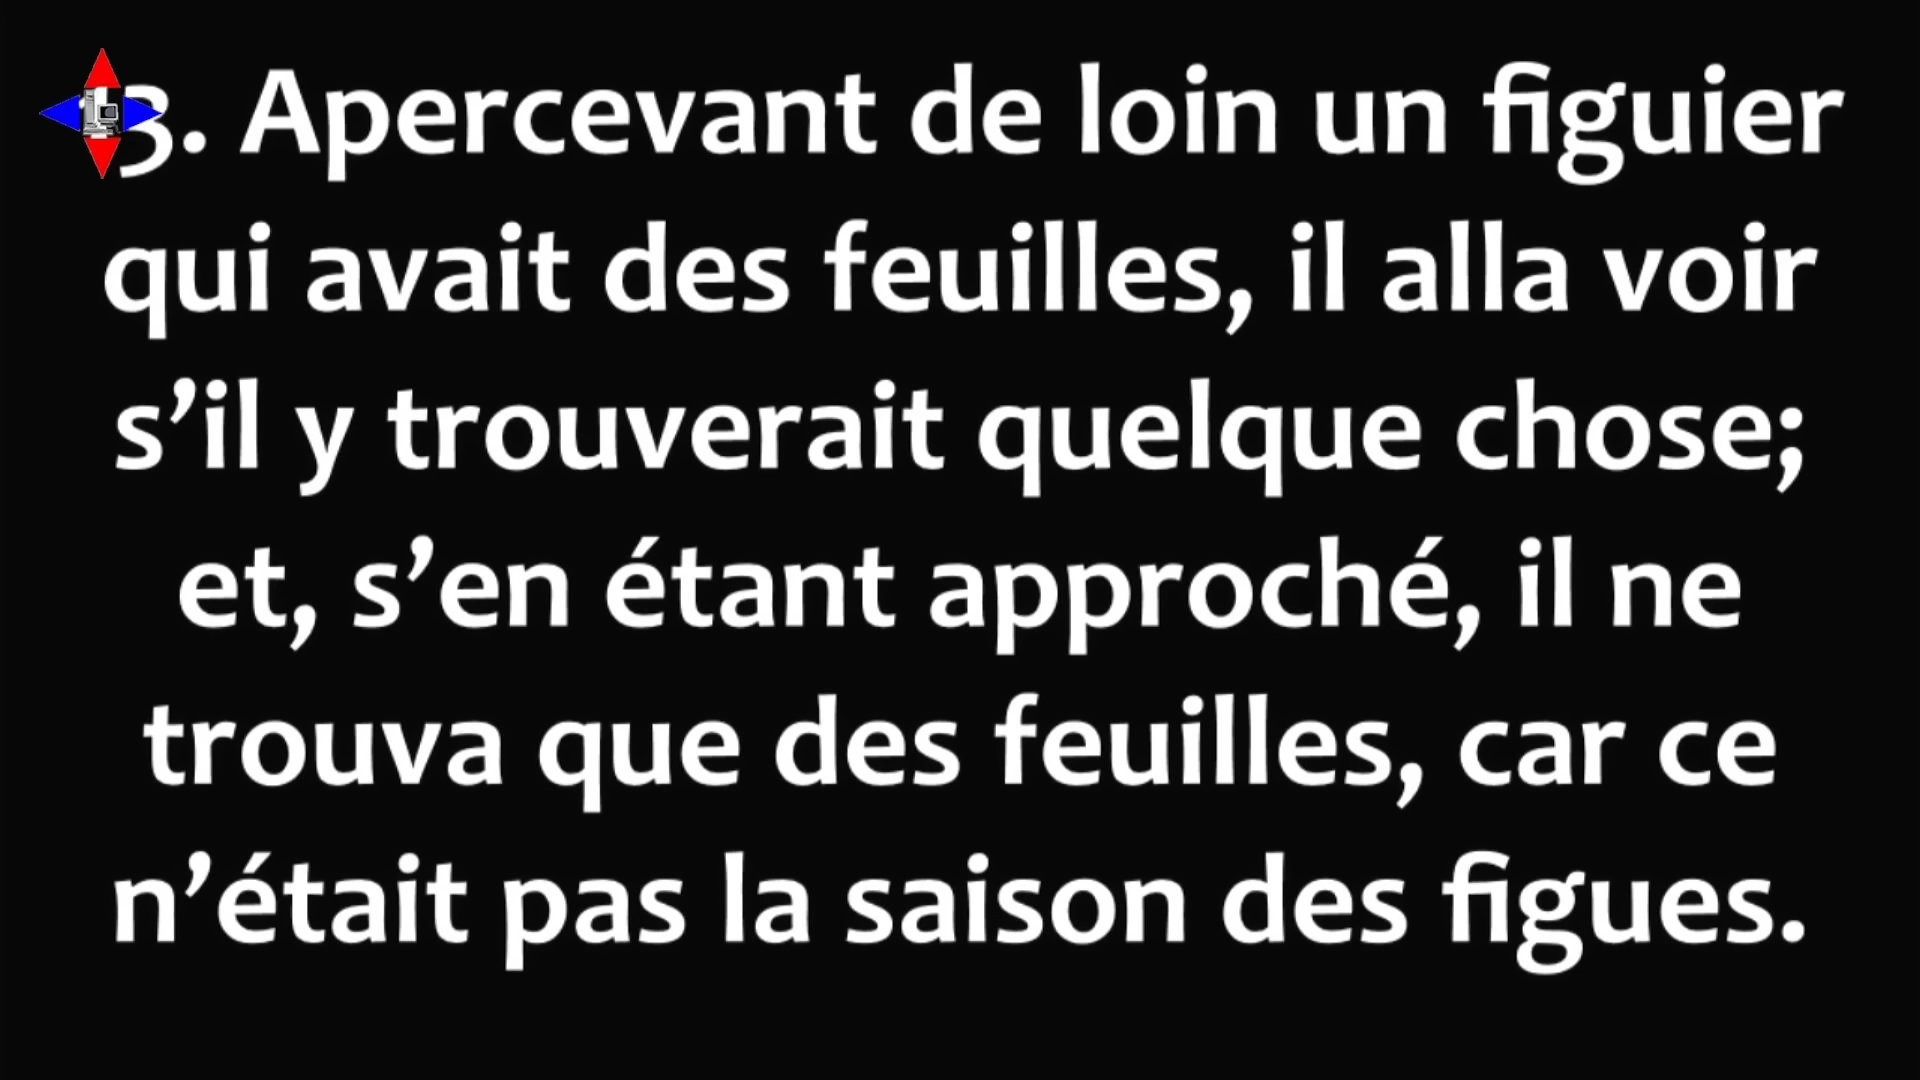 13. Apercevant de loin un figuier
qui avait des feuilles, il alla voir
s’il y trouverait quelque chose;
et, s’en étant approché, il ne
trouva que des feuilles, car ce
n’était pas la saison des figues.